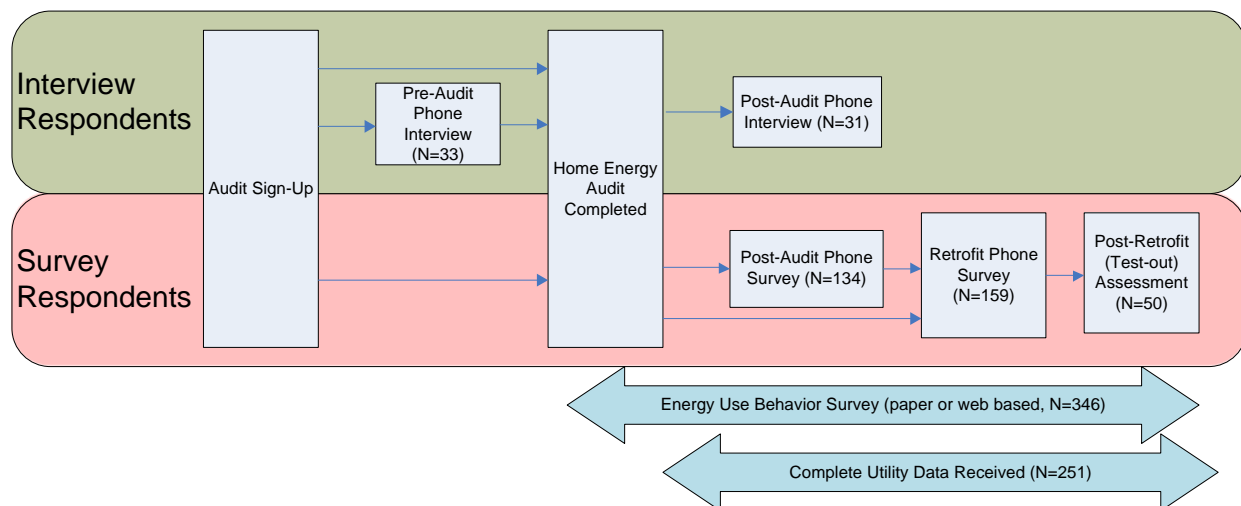 Interview
Respondents
Audit Sign-Up
Pre-Audit
Phone
Interview
(N=33)
Home Energy
Audit
Completed
Post-Audit Phone
Interview (N=31)
Survey
Respondents
Post-Audit Phone
Survey (N=134)
Retrofit Phone
Survey
(N=159)
Post-Retrofit
(Test-out)
Assessment
(N=50)
Energy Use Behavior Survey (paper or web based, N=346)
Complete Utility Data Received (N=251)